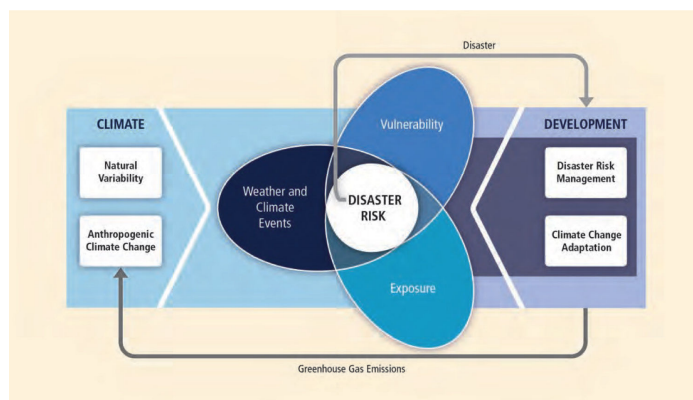 Disaster
CLIMATE
Natural
Variability
Anthropogenic
Climate Change
Weather and
Climate
Events
Vulnerability
DISASTER
RISK
Exposure
DEVELOPMENT
Disaster Risk
Management
Climate Change
Adaptation
Greenhouse Gas Emissions